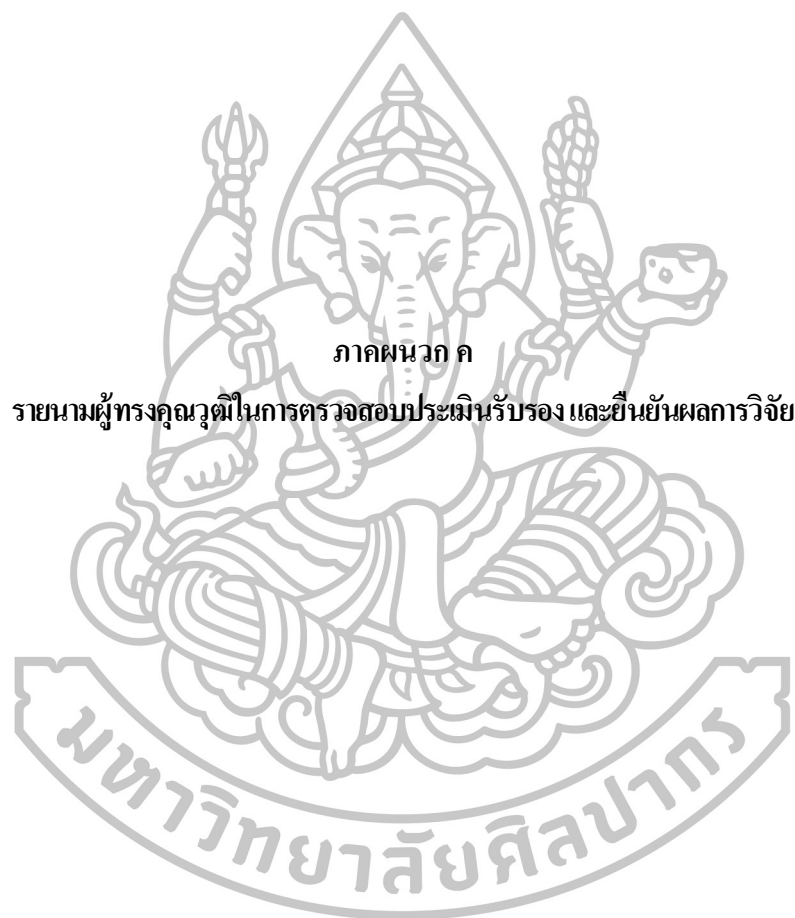 ภาคผนวก ค
รายนามผู้ทรงคุณวุฒิในการตรวจสอบประเมินรับรอง และยืนยันผลการวิจัย
มหาวิทยาลัยศิลปากร